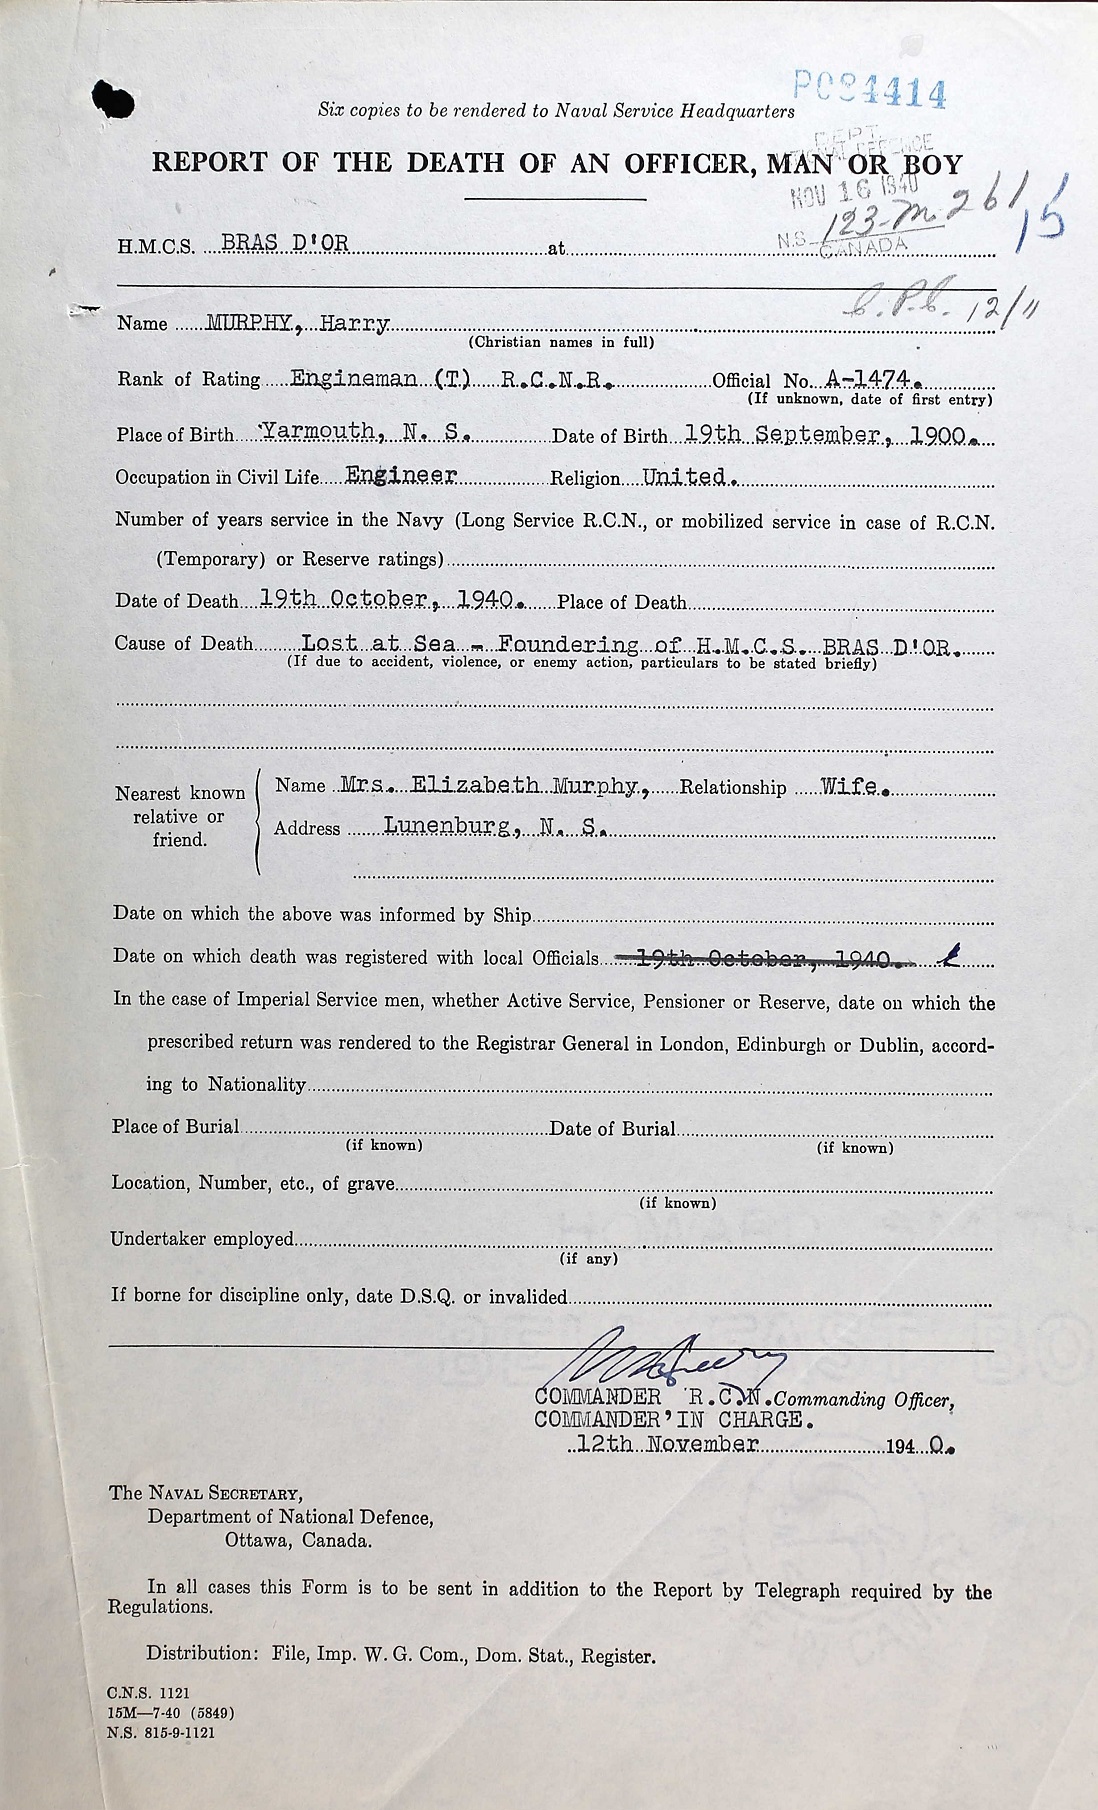 P084414
Six copies to be rendered to Naval Service Headquarters
DEPT.
NATIONAL DEFENCE
REPORT OF THE DEATH OF AN OFFICER, MAN OR BOY
NOV 16 1940
123-M-261
15
N.S.
CANADA
H.M.C.S. BRAS D'OR at
C.P.C. 12/11
Name MURPHY, Harry
(Christian names in full)
Rank of Rating Engineman (T) R.C.N.R. Official No. A-1474.
(If unknown, date of first entry)
Place of Birth Yarmouth, N. S. Date of Birth 19th September, 1900.
Occupation in Civil Life Engineer Religion United.
Number of years service in the Navy (Long Service R.C.N., or mobilized service in case of R.C.N.
(Temporary) or Reserve ratings)
Date of Death 19th October, 1940. Place of Death
Cause of Death Lost at Sea - Foundering of H.M.C.S. BRAS D'OR.
(If due to accident, violence, or enemy action, particulars to be stated briefly)
Nearest known relative or friend.
Name Mrs. Elizabeth Murphy, Relationship Wife.
Address Lunenburg, N. S.
Date on which the above was informed by Ship
Date on which death was registered with local Officials 19th October, 1940.
In the case of Imperial Service men, whether Active Service, Pensioner or Reserve, date on which the
prescribed return was rendered to the Registrar General in London, Edinburgh or Dublin, accord-
ing to Nationality
Place of Burial Date of Burial
(if known) (if known)
Location, Number, etc., of grave
(if known)
Undertaker employed
(if any)
If borne for discipline only, date D.S.Q. or invalided
COMMANDER R.C.N. Commanding Officer,
COMMANDER' IN CHARGE.
12th November 1940.
The NAVAL SECRETARY,
Department of National Defence,
Ottawa, Canada.
In all cases this Form is to be sent in addition to the Report by Telegraph required by the
Regulations.
Distribution: File, Imp. W. G. Com., Dom. Stat., Register.
C.N.S. 1121
15M—7-40 (5849)
N.S. 815-9-1121